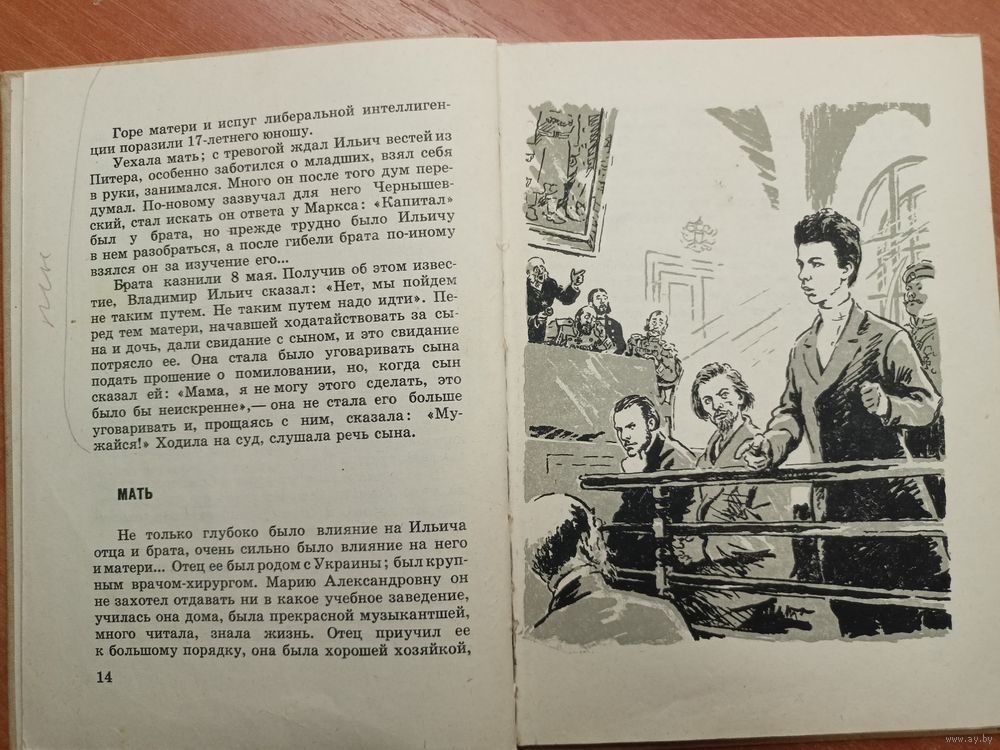 Горе матери и испуг либеральной интеллиген-
ции поразили 17-летнего юношу.
Уехала мать; с тревогой ждал Ильич вестей из
Питера, особенно заботился о младших, взял себя
в руки, занимался. Много он после того дум пере-
думал. По-новому зазвучал для него Чернышев-
ский, стал искать он ответа у Маркса: «Капитал»
был у брата, но прежде трудно было Ильичу
в нем разобраться, а после гибели брата по-иному
взялся он за изучение его...
Брата казнили 8 мая. Получив об этом извес-
тие, Владимир Ильич сказал: «Нет, мы пойдем
не таким путем. Не таким путем надо идти». Пе-
ред тем матери, начавшей ходатайствовать за сы-
на и дочь, дали свидание с сыном, и это свидание
потрясло ее. Она стала было уговаривать сына
подать прошение о помиловании, но, когда сын
сказал ей: «Мама, я не могу этого сделать, это
было бы неискренне»,— она не стала его больше
уговаривать и, прощаясь с ним, сказала: «Му-
жайся!» Ходила на суд, слушала речь сына.
МАТЬ
Не только глубоко было влияние на Ильича
отца и брата, очень сильно было влияние на него
и матери... Отец ее был родом с Украины; был круп-
ным врачом-хирургом. Марию Александровну он
не захотел отдавать ни в какое учебное заведение,
училась она дома, была прекрасной музыкантшей,
много читала, знала жизнь. Отец приучил ее
к большому порядку, она была хорошей хозяйкой,
14
www.ay.by